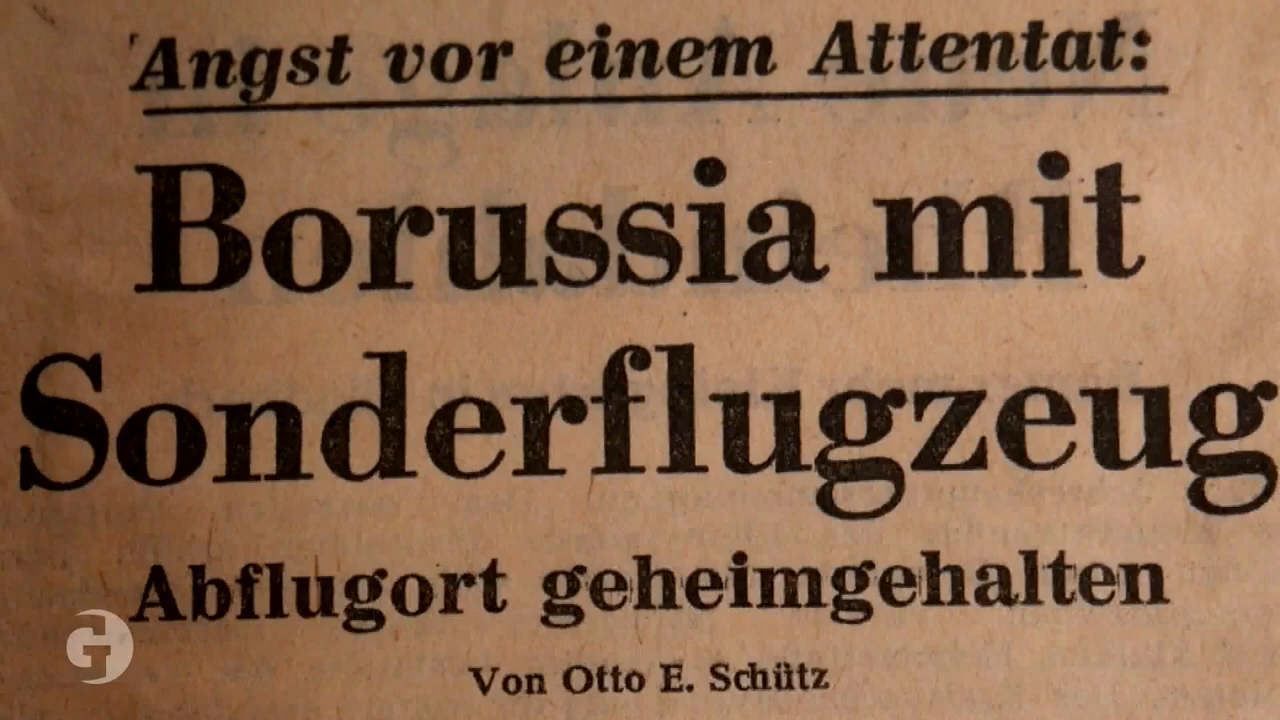 Angst vor einem Attentat:
Borussia mit
Sonderflugzeug
Abflugort geheimgehalten
Von Otto E. Schütz